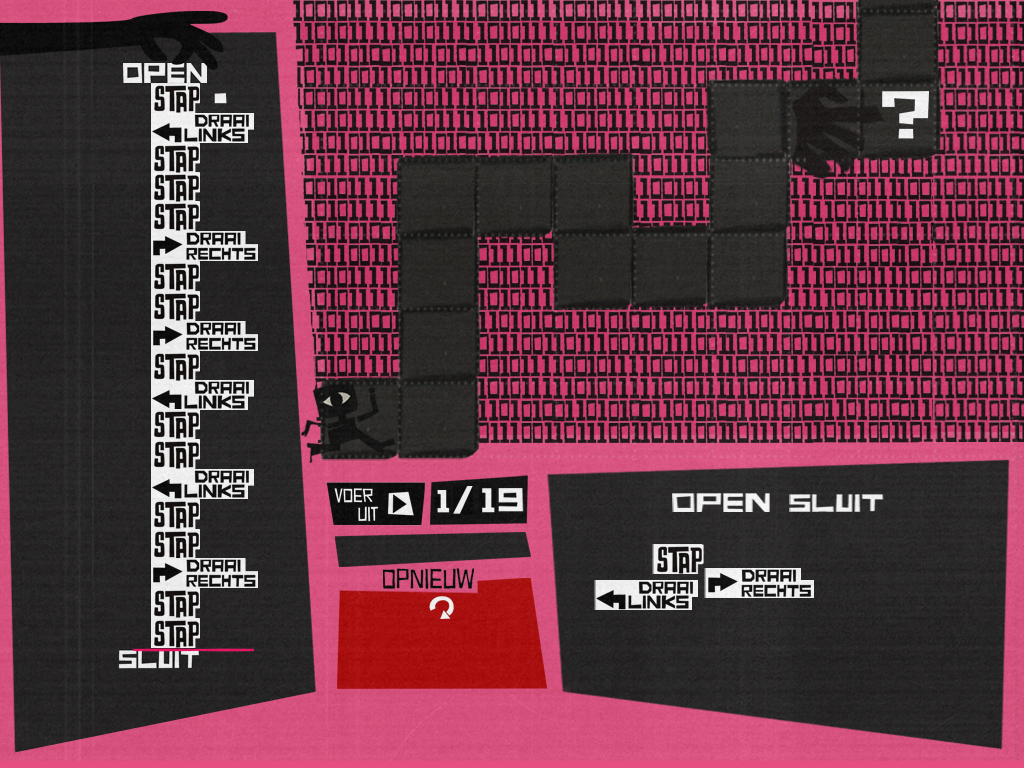 OPEN
STAP
DRAAI
LINKS
STAP
STAP
STAP
DRAAI
RECHTS
STAP
STAP
DRAAI
RECHTS
STAP
DRAAI
LINKS
STAP
STAP
DRAAI
LINKS
STAP
STAP
DRAAI
RECHTS
STAP
STAP
SLUIT
?
VOER
UIT
1/19
OPNIEUW
OPEN SLUIT
STAP
DRAAI
RECHTS
DRAAI
LINKS